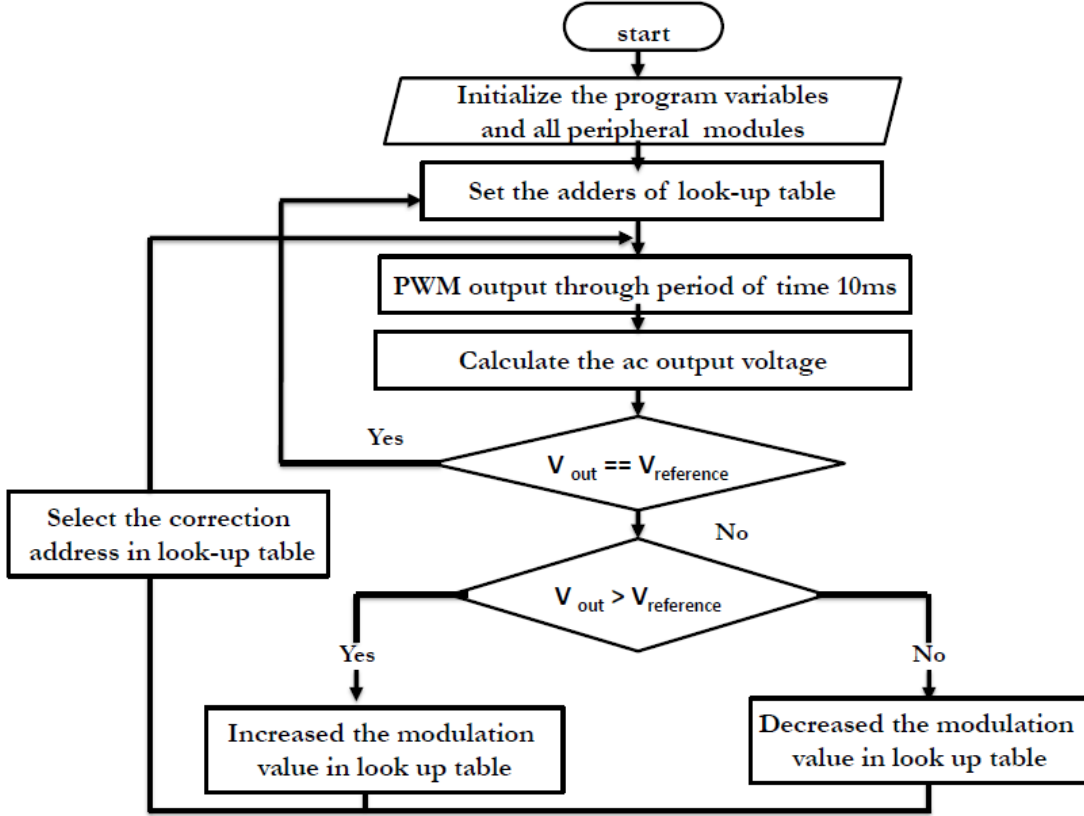 start
Initialize the program variables
and all peripheral modules
Set the adders of look-up table
PWM output through period of time 10ms
Calculate the ac output voltage
Yes
V out == Vreference
No
Select the correction
address in look-up table
V out > Vreference
Yes
No
Increased the modulation
value in look up table
Decreased the modulation
value in look up table